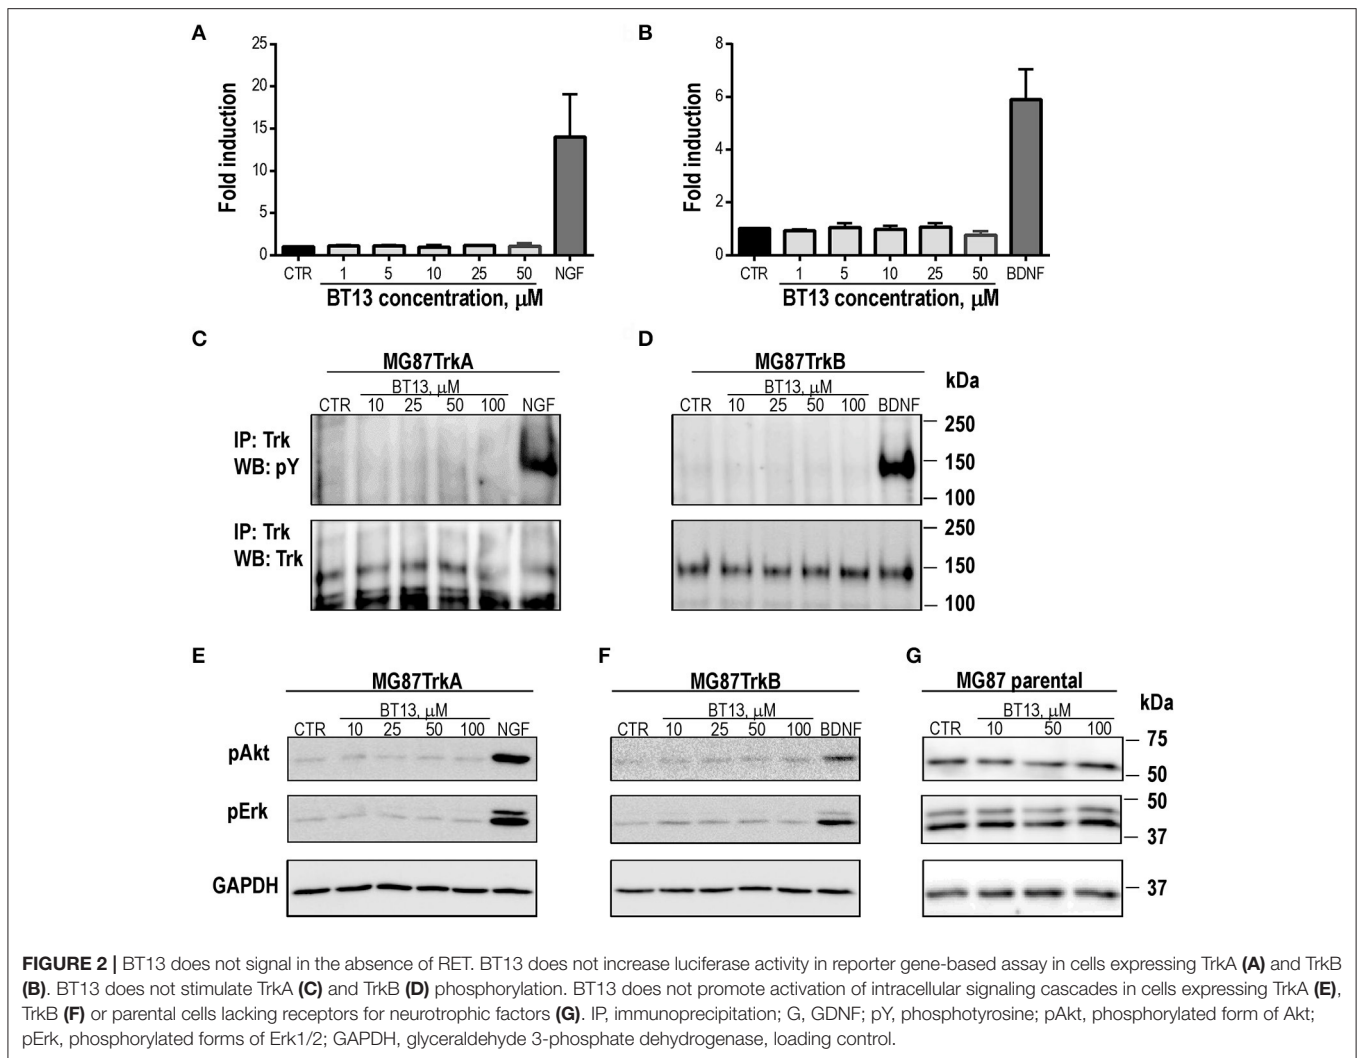 A
B
25
20
15
10
5
0
Fold induction
CTR 1 5 10 25 50 NGF
BT13 concentration, μM
8
6
4
2
0
Fold induction
CTR 1 5 10 25 50 BDNF
BT13 concentration, μM
C
MG87TrkA
BT13, μM
CTR 10 25 50 100 NGF
IP: Trk
WB: pY
IP: Trk
WB: Trk
D
MG87TrkB
BT13, μM
CTR 10 25 50 100 BDNF
kDa
250
150
100
250
150
100
E
MG87TrkA
BT13, μM
CTR 10 25 50 100 NGF
pAkt
pErk
GAPDH
F
MG87TrkB
BT13, μM
CTR 10 25 50 100 BDNF
G
MG87 parental
BT13, μM
CTR 10 50 100
kDa
75
50
50
37
37
FIGURE 2 | BT13 does not signal in the absence of RET. BT13 does not increase luciferase activity in reporter gene-based assay in cells expressing TrkA (A) and TrkB
(B). BT13 does not stimulate TrkA (C) and TrkB (D) phosphorylation. BT13 does not promote activation of intracellular signaling cascades in cells expressing TrkA (E),
TrkB (F) or parental cells lacking receptors for neurotrophic factors (G). IP, immunoprecipitation; G, GDNF; pY, phosphotyrosine; pAkt, phosphorylated form of Akt;
pErk, phosphorylated forms of Erk1/2; GAPDH, glyceraldehyde 3-phosphate dehydrogenase, loading control.